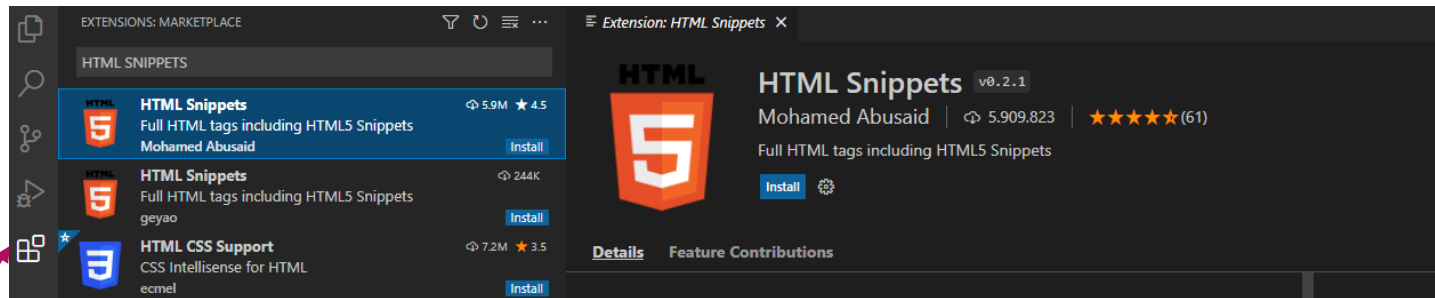 EXTENSIONS: MARKETPLACE
HTML SNIPPETS
HTML
HTML Snippets
5.9M ★ 4.5
Full HTML tags including HTML5 Snippets
Mohamed Abusaid
Install
HTML
HTML Snippets
244K
Full HTML tags including HTML5 Snippets
geyao
Install
HTML CSS Support
7.2M ★ 3.5
CSS Intellisense for HTML
ecmel
Install
Extension: HTML Snippets
HTML
5
HTML Snippets v0.2.1
Mohamed Abusaid | 5.909.823 | ★★★★★(61)
Full HTML tags including HTML5 Snippets
Install
Details Feature Contributions